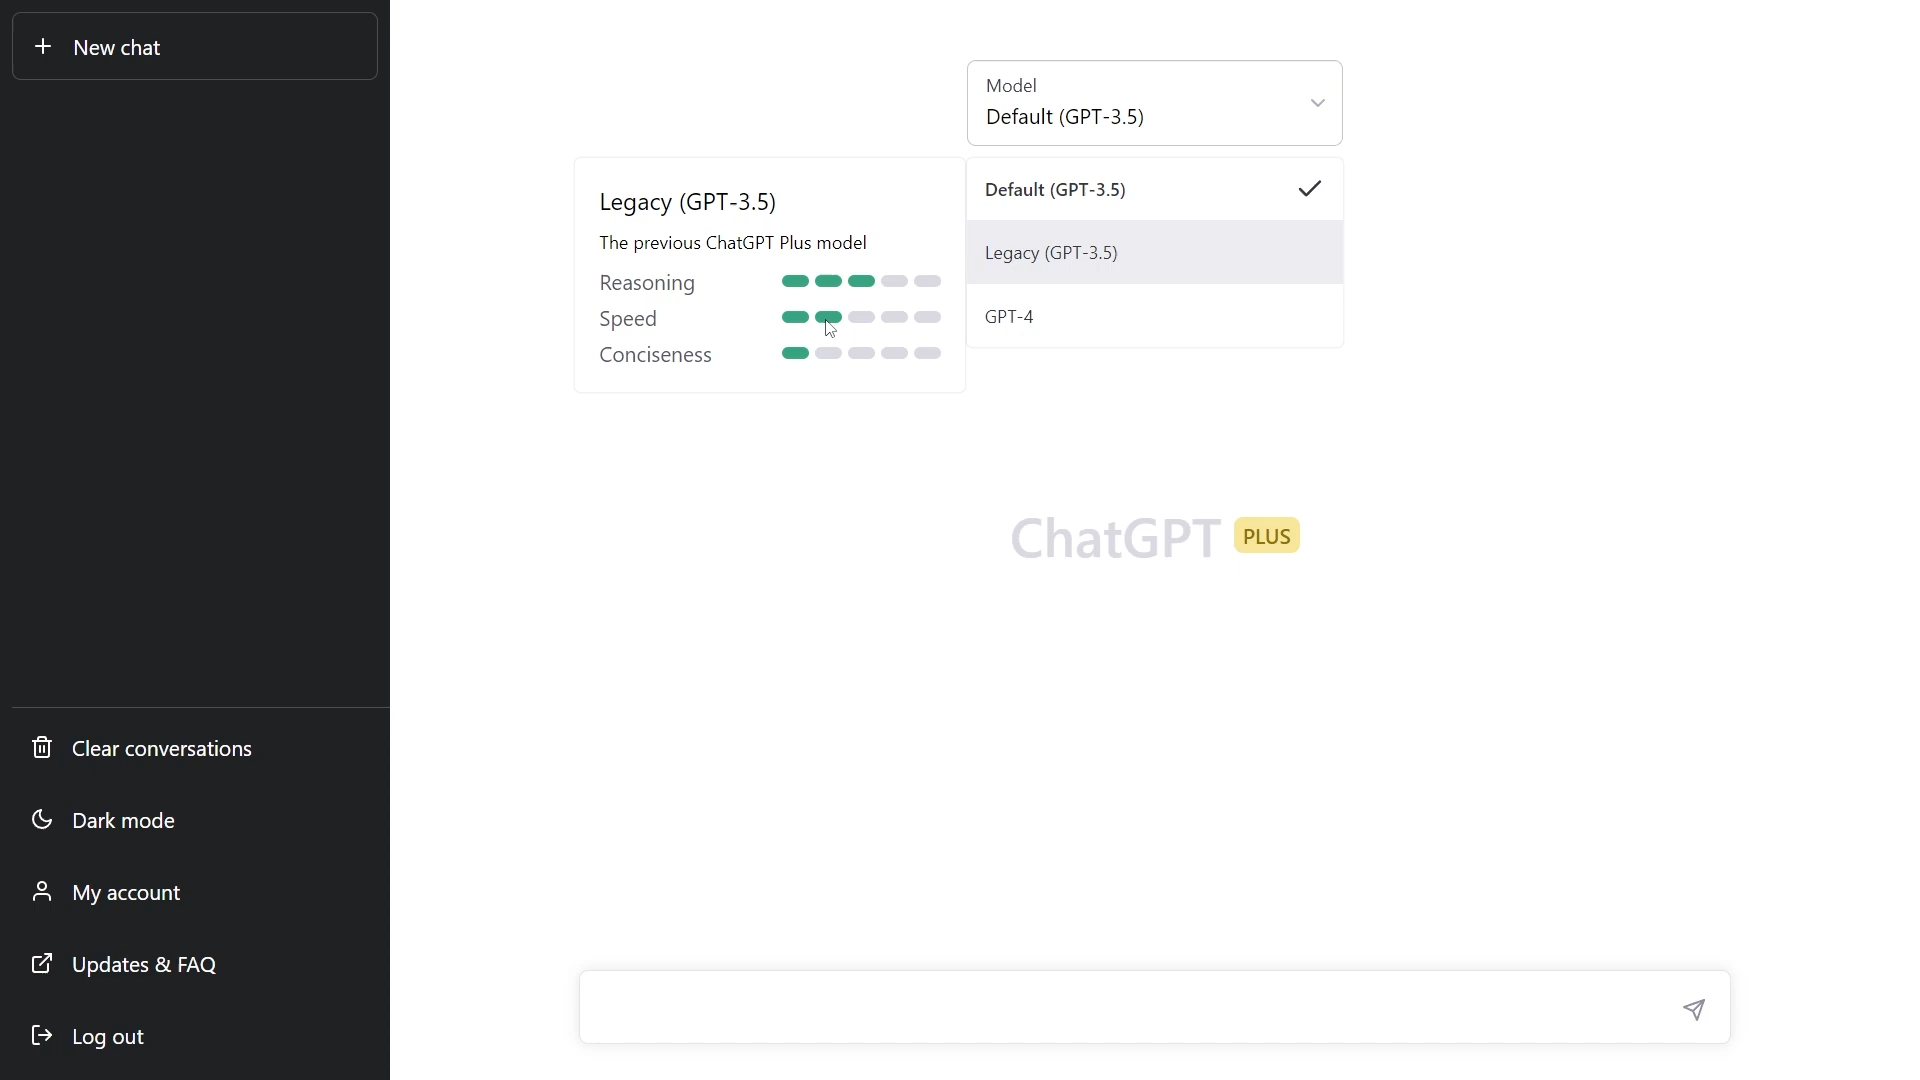 New chat
Model
Default (GPT-3.5)
Default (GPT-3.5)
Legacy (GPT-3.5)
GPT-4
Legacy (GPT-3.5)
The previous ChatGPT Plus model
Reasoning
Speed
Conciseness
ChatGPT PLUS
Clear conversations
Dark mode
My account
Updates & FAQ
Log out